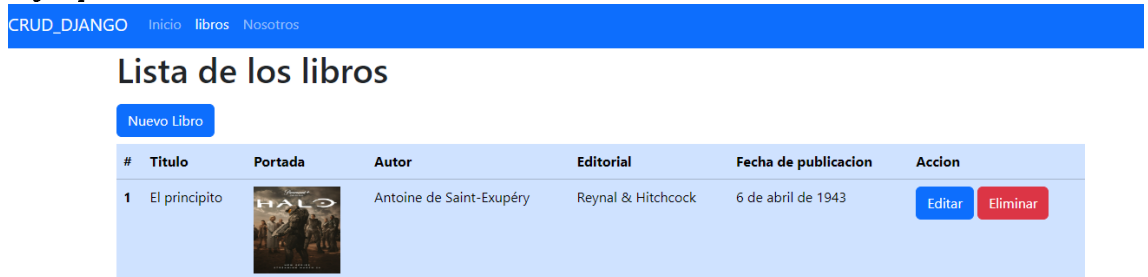 CRUD_DJANGO Inicio libros Nosotros
Lista de los libros
Nuevo Libro
# Titulo Portada Autor Editorial Fecha de publicacion Accion
1 El principito HALO Antoine de Saint-Exupéry Reynal & Hitchcock 6 de abril de 1943 Editar Eliminar